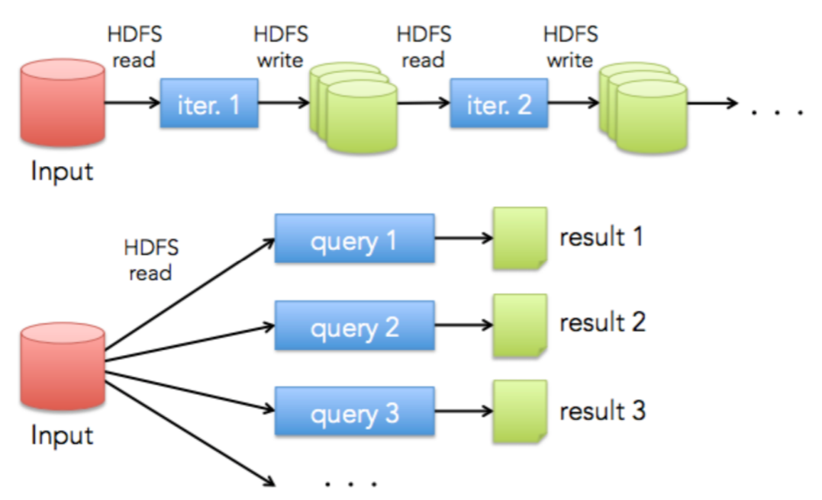 HDFS read
HDFS write
HDFS read
HDFS write
iter. 1
iter. 2
. . .
Input
HDFS read
query 1
result 1
query 2
result 2
query 3
result 3
Input
. . .